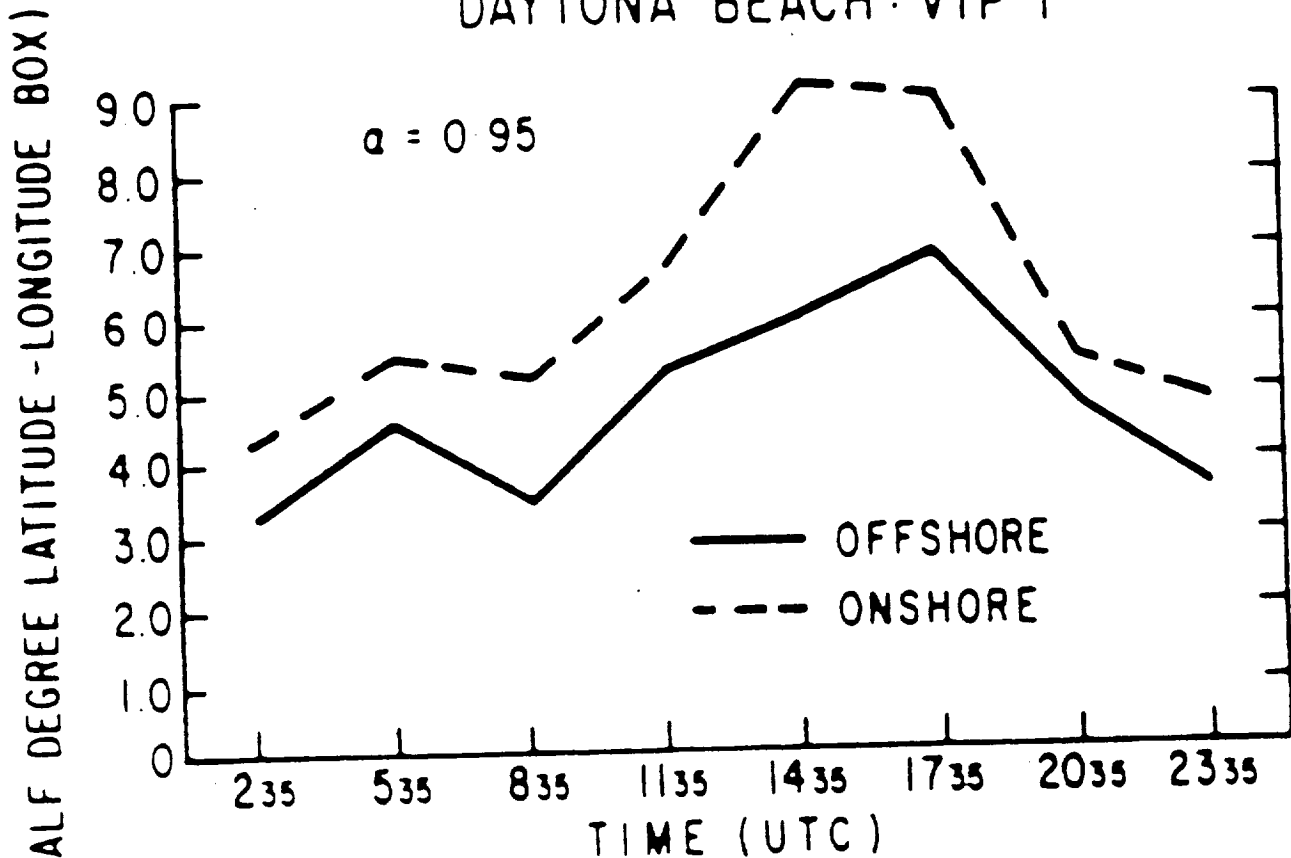 DAYTONA BEACH · VIP 1
ALF DEGREE LATITUDE - LONGITUDE BOX)
9 0
8.0
7.0
6 0
5.0
4.0
3.0
2.0
1.0
0
α = 0 95
OFFSHORE
ONSHORE
235 535 835 1135 1435 1735 2035 2335
TIME (UTC)